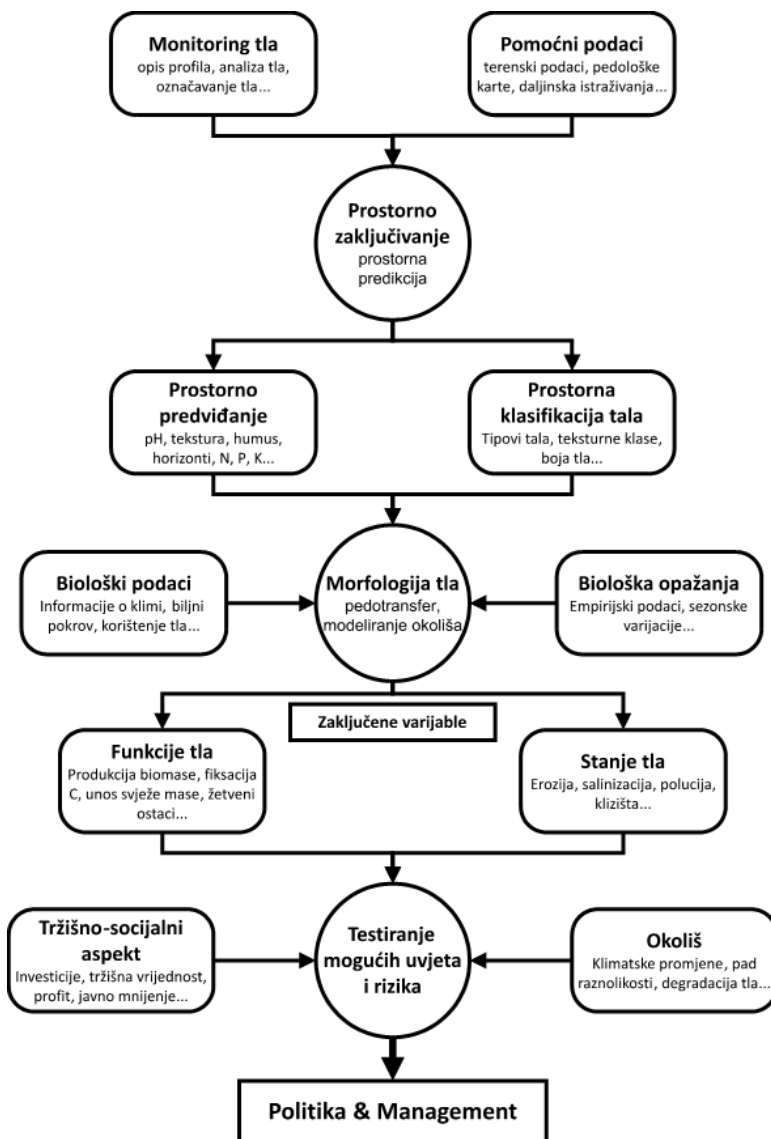 Monitoring tla
opis profila, analiza tla,
označavanje tla...
Pomoćni podaci
terenski podaci, pedološke
karte, daljinska istraživanja...
Prostorno
zaključivanje
prostorna
predikcija
Prostorno
predviđanje
pH, tekstura, humus,
horizonti, N, P, K...
Prostorna
klasifikacija tala
Tipovi tala, teksturne klase,
boja tla...
Biološki podaci
Informacije o klimi, biljni
pokrov, korištenje tla...
Morfologija tla
pedotransfer,
modeliranje okoliša
Biološka opažanja
Empirijski podaci, sezonske
varijacije...
Zaključene varijable
Funkcije tla
Produkcija biomase, fiksacija
C, unos svježe mase, žetveni
ostaci...
Stanje tla
Erozija, salinizacija, polucija,
klizišta...
Tržišno-socijalni
aspekt
Investicije, tržišna vrijednost,
profit, javno mnijenje...
Testiranje
mogućih uvjeta
i rizika
Okoliš
Klimatske promjene, pad
raznolikosti, degradacija tla...
Politika & Management